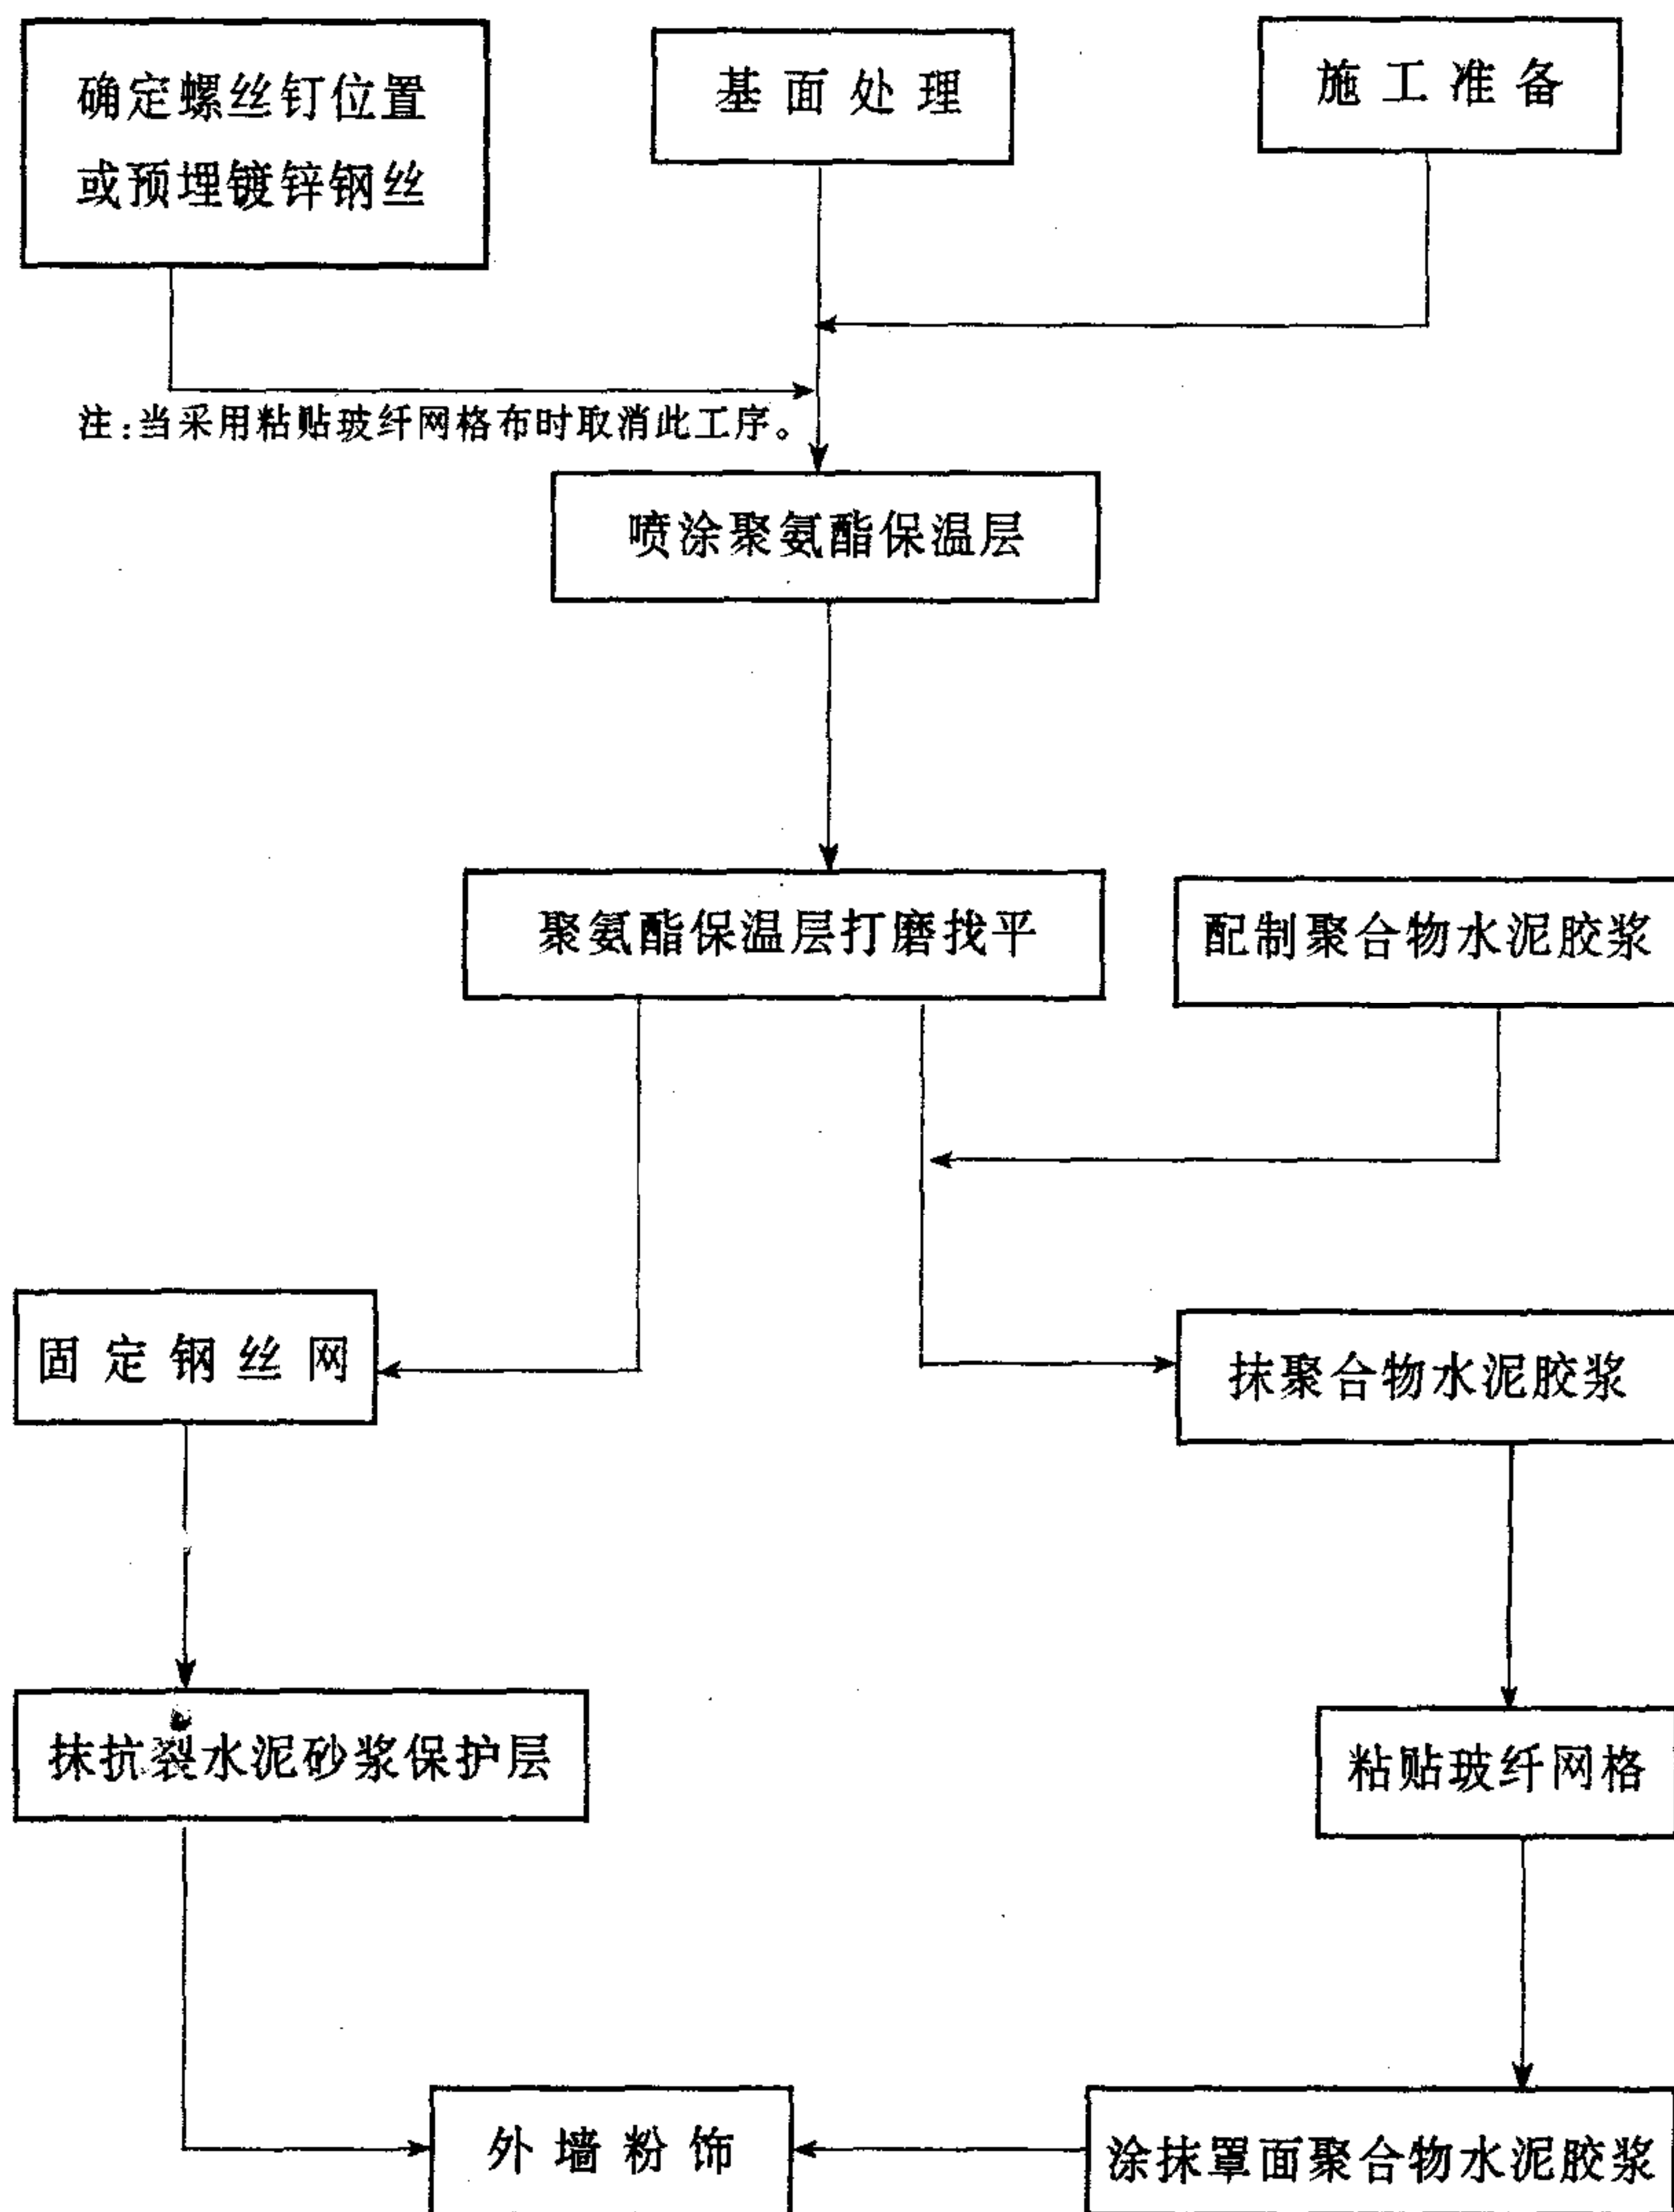 确定螺丝钉位置
或预埋镀锌钢丝
基面处理
施工准备
注:当采用粘贴玻纤网格布时取消此工序。
喷涂聚氨酯保温层
聚氨酯保温层打磨找平
配制聚合物水泥胶浆
固定钢丝网
抹聚合物水泥胶浆
抹抗裂水泥砂浆保护层
粘贴玻纤网格
外墙粉饰
涂抹罩面聚合物水泥胶浆